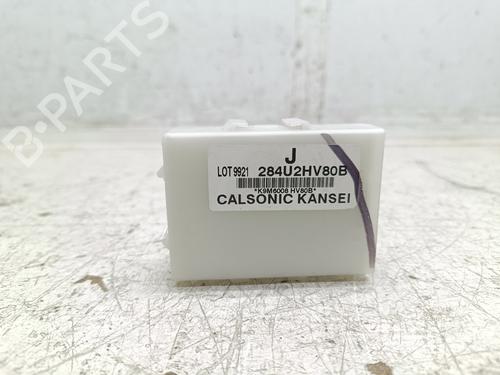 B-PARTS
J
LOT 9921 284U2HV80B
*K9M6008 HV80B*
CALSONIC KANSEI